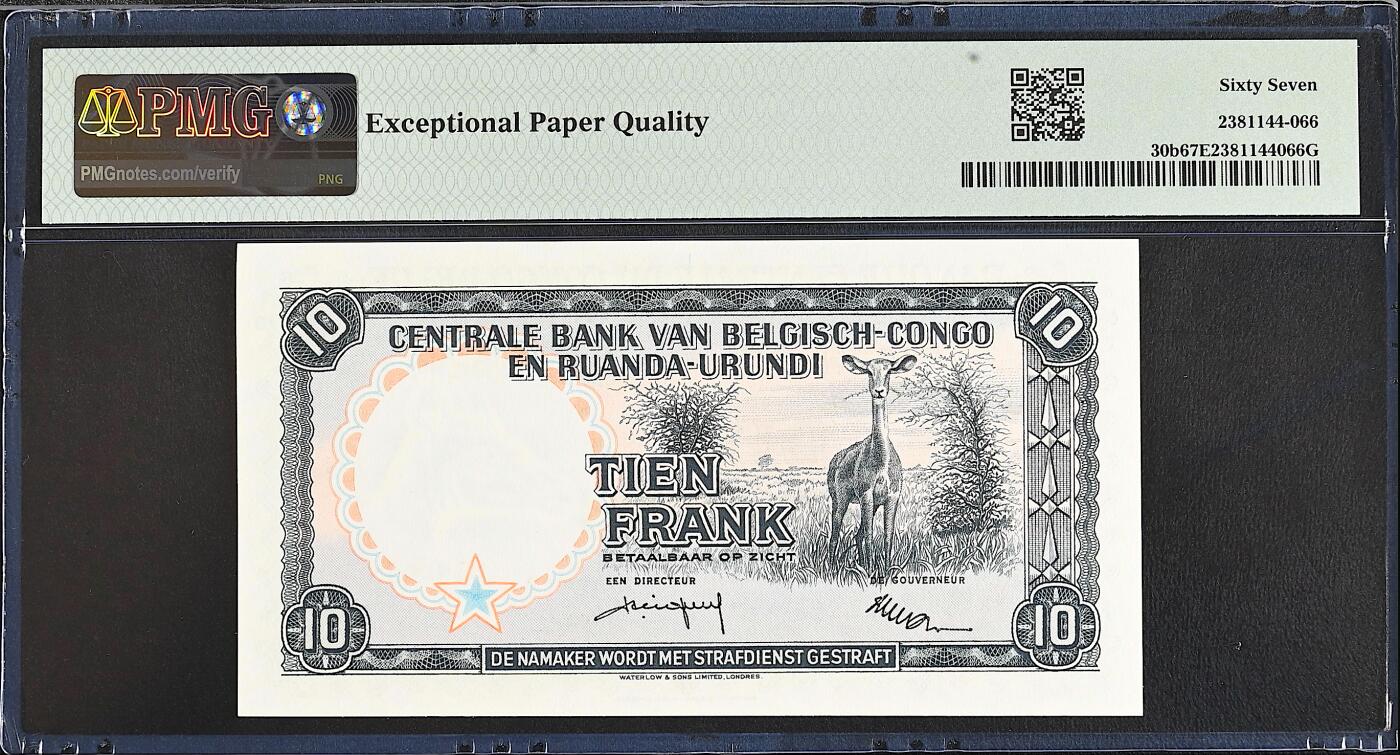 PMG
PMGnotes.com/verify
PNG
Exceptional Paper Quality
Sixty Seven
2381144-066
30b67E2381144066G
10
10
CENTRALE BANK VAN BELGISCH-CONGO
EN RUANDA-URUNDI
TIEN
FRANK
BETAALBAAR OP ZICHT
EEN DIRECTEUR
DE GOUVERNEUR
10
10
DE NAMAKER WORDT MET STRAFDIENST GESTRAFT
WATERLOW & SONS LIMITED, LONDRES.